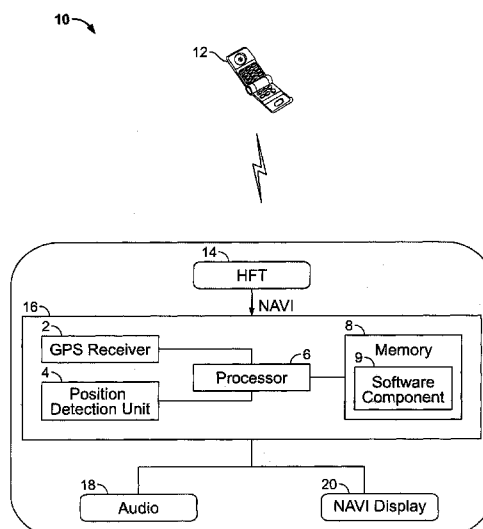 10
12
14
HFT
NAVI
16
2
GPS Receiver
4
Position
Detection Unit
6
Processor
8
Memory
9
Software
Component
18
Audio
20
NAVI Display